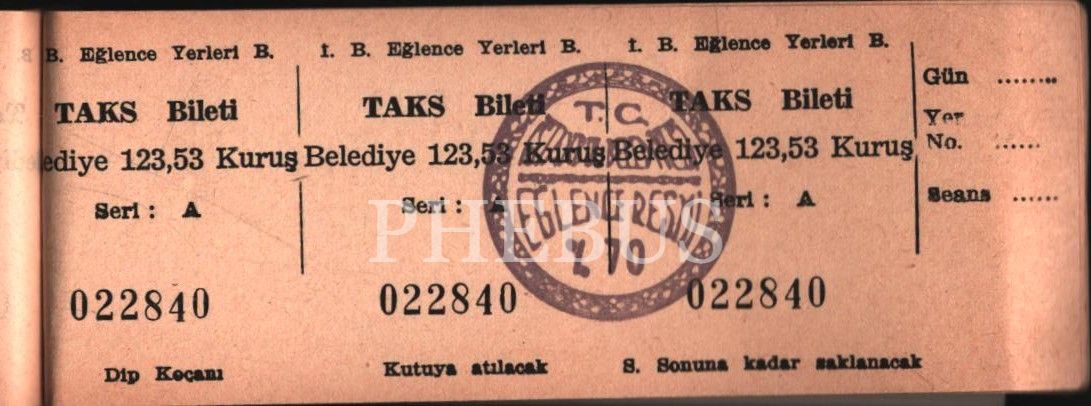 B. Eğlence Yerleri B.
TAKS Bileti
ediye 123,53 Kuruş
Seri : A
022840
Dip Koçanı
İ. B. Eğlence Yerleri B.
TAKS Bileti
Belediye 123,53 Kuruş
Seri : A
022840
Kutuya atılacak
İ. B. Eğlence Yerleri B.
TAKS Bileti
Belediye 123,53 Kuruş
Seri : A
022840
S. Sonuna kadar saklanacak
Gün ........
Yer
No. ......
Seans ......
T.C.
EĞLENCE RESMİ
% 70
PHEBUS